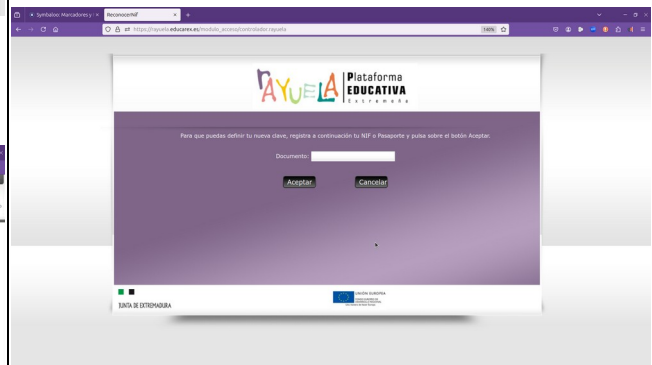 Symbaloo: Marcadores y
ReconocerNif
https://rayuela.educarex.es/modulo_acceso/controlador.rayuela
140%
rAYUELA
Plataforma
EDUCATIVA
Extremeña
Para que puedas definir tu nueva clave, registra a continuación tu NIF o Pasaporte y pulsa sobre el botón Aceptar.
Documento:
Aceptar
Cancelar
UNIÓN EUROPEA
JUNTA DE EXTREMADURA